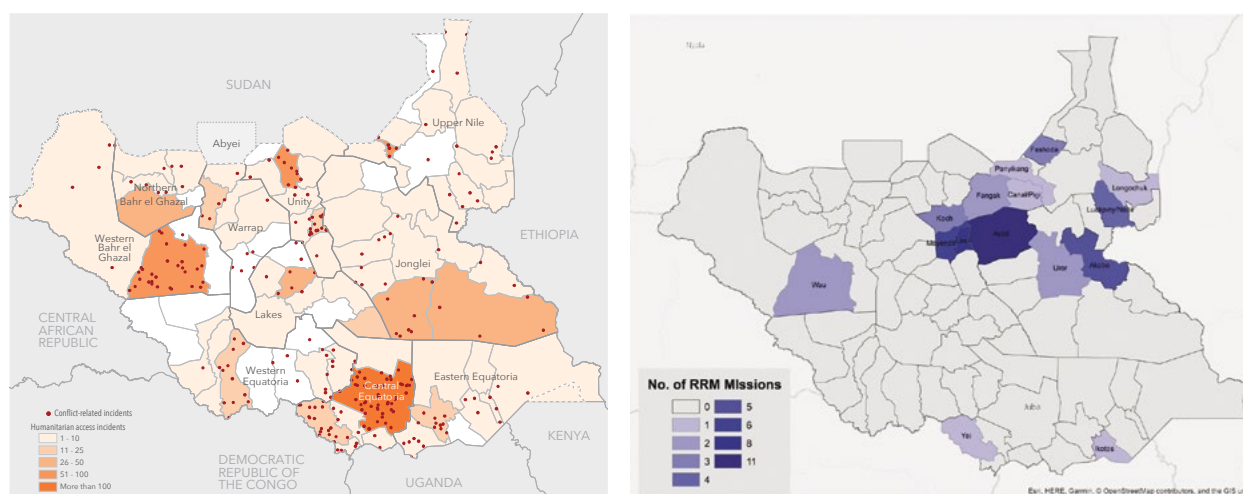 SUDAN
Abyei
Upper Nile
Northern
Bahr el Ghazal
Unity
Warrap
Western
Bahr el
Ghazal
ETHIOPIA
Jonglei
CENTRAL
AFRICAN
REPUBLIC
Lakes
Western
Equatoria
Central
Equatoria
Eastern Equatoria
KENYA
DEMOCRATIC
REPUBLIC OF
THE CONGO
UGANDA
Conflict-related incidents
Humanitarian access incidents
1 - 10
11 - 25
26 - 50
51 - 100
More than 100
Nyala
Fashoda
Panyikang
Longochuk
Fangak
Canal/Pigi
Koch
Ayod
Akobo
Uror
Wau
Juba
Yei
Ikotos
No. of RRM MIssions
0 5
1 6
2 8
3 11
4
Esri, HERE, Garmin, © OpenStreetMap contributors, and the GIS